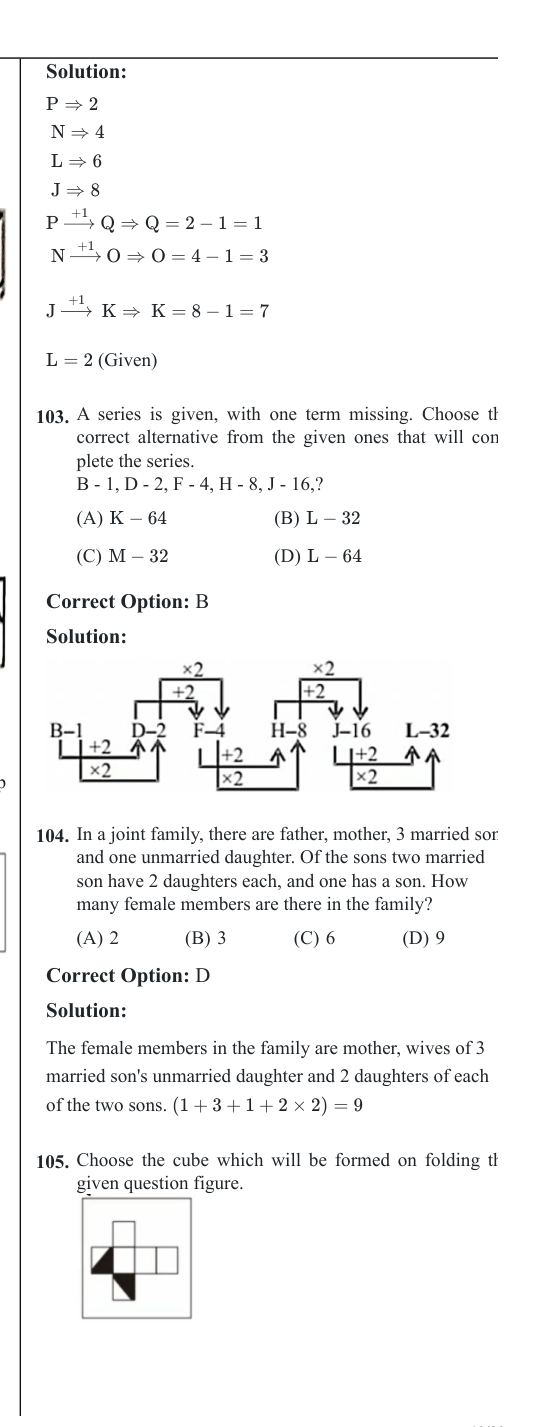 Solution:
P ⇒ 2
N ⇒ 4
L ⇒ 6
J ⇒ 8
P +1⟶ Q ⇒ Q = 2 − 1 = 1
N +1⟶ O ⇒ O = 4 − 1 = 3
J +1⟶ K ⇒ K = 8 − 1 = 7
L = 2 (Given)
103. A series is given, with one term missing. Choose th
correct alternative from the given ones that will com
plete the series.
B - 1, D - 2, F - 4, H - 8, J - 16,?
(A) K − 64 (B) L − 32
(C) M − 32 (D) L − 64
Correct Option: B
Solution:
×2 ×2
+2 +2
B–1 D–2 F–4 H–8 J–16 L–32
+2 +2 +2
×2 ×2 ×2
104. In a joint family, there are father, mother, 3 married son
and one unmarried daughter. Of the sons two married
son have 2 daughters each, and one has a son. How
many female members are there in the family?
(A) 2 (B) 3 (C) 6 (D) 9
Correct Option: D
Solution:
The female members in the family are mother, wives of 3
married son's unmarried daughter and 2 daughters of each
of the two sons. (1 + 3 + 1 + 2 × 2) = 9
105. Choose the cube which will be formed on folding th
given question figure.